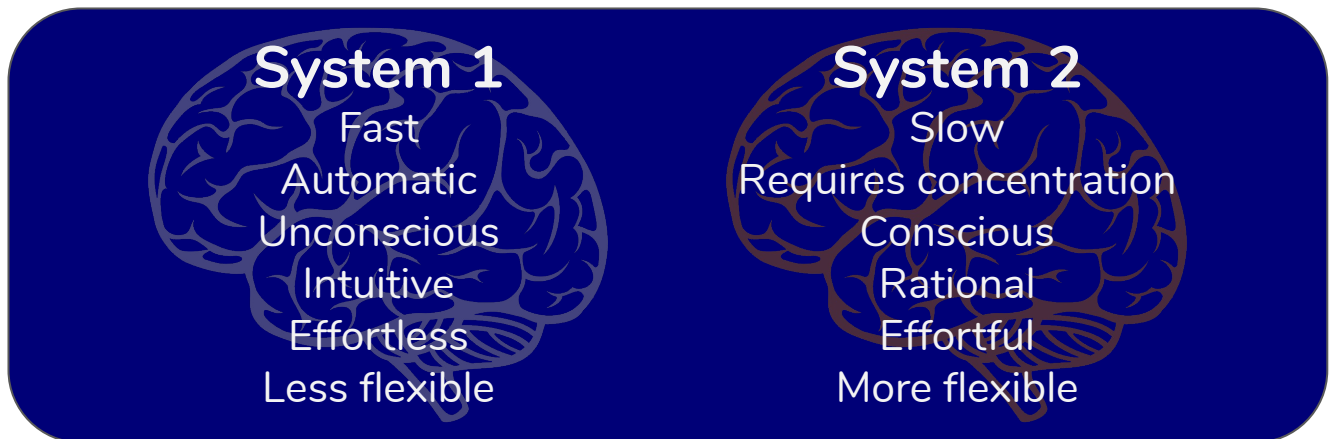 System 1
Fast
Automatic
Unconscious
Intuitive
Effortless
Less flexible
System 2
Slow
Requires concentration
Conscious
Rational
Effortful
More flexible